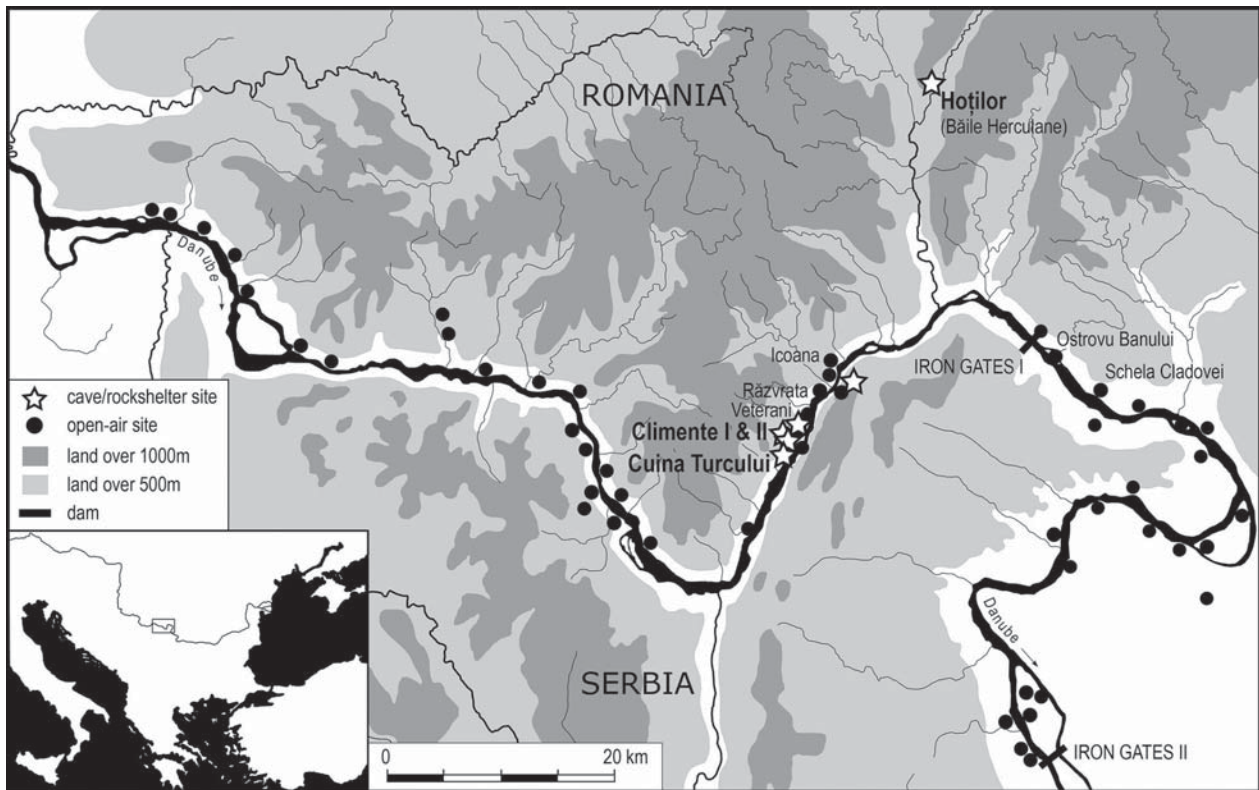 ROMANIA
Hoţilor
(Băile Herculane)
Danube
Icoana
Ostrovu Banului
IRON GATES I
Schela Cladovei
Răzvrata
Veterani
Climente I & II
Cuina Turcului
cave/rockshelter site
open-air site
land over 1000m
land over 500m
dam
Danube
SERBIA
0 20 km
IRON GATES II